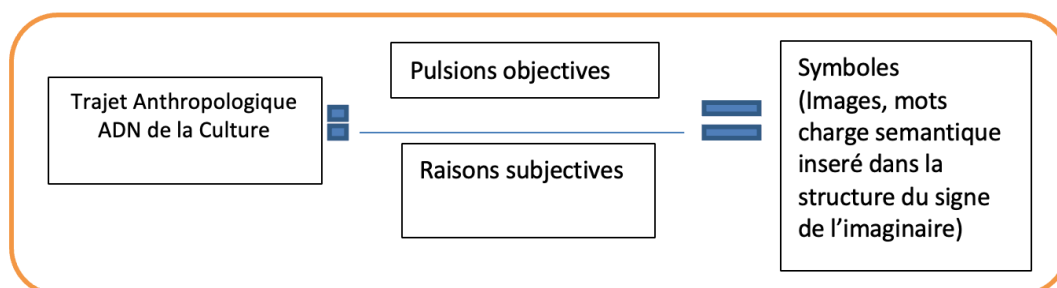 Trajet Anthropologique
ADN de la Culture
Pulsions objectives
Raisons subjectives
Symboles
(Images, mots
charge semantique
inseré dans la
structure du signe
de l’imaginaire)